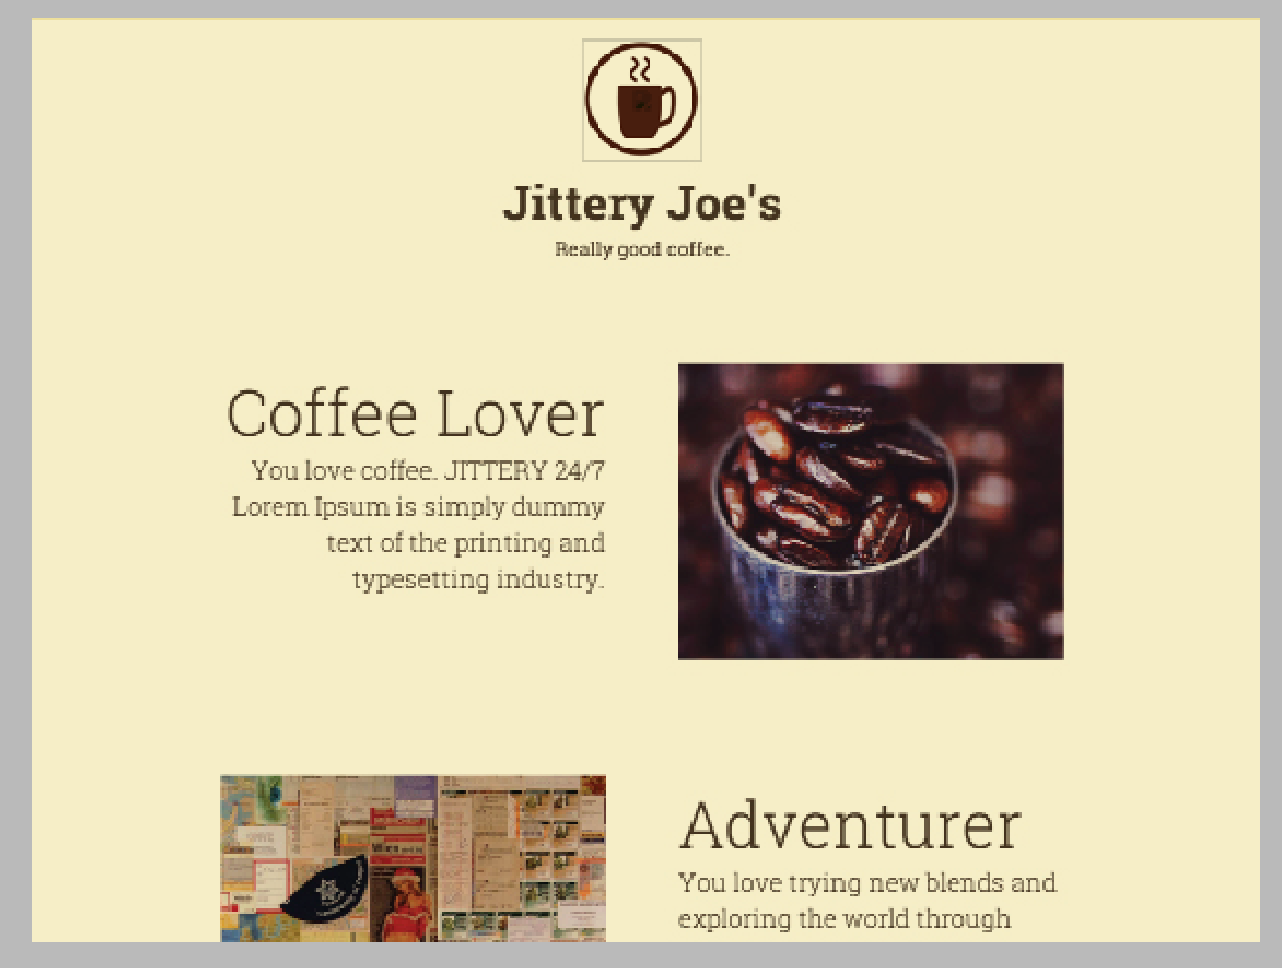 Jittery Joe's
Really good coffee.
Coffee Lover
You love coffee. JITTERY 24/7
Lorem Ipsum is simply dummy
text of the printing and
typesetting industry.
Adventurer
You love trying new blends and
exploring the world through